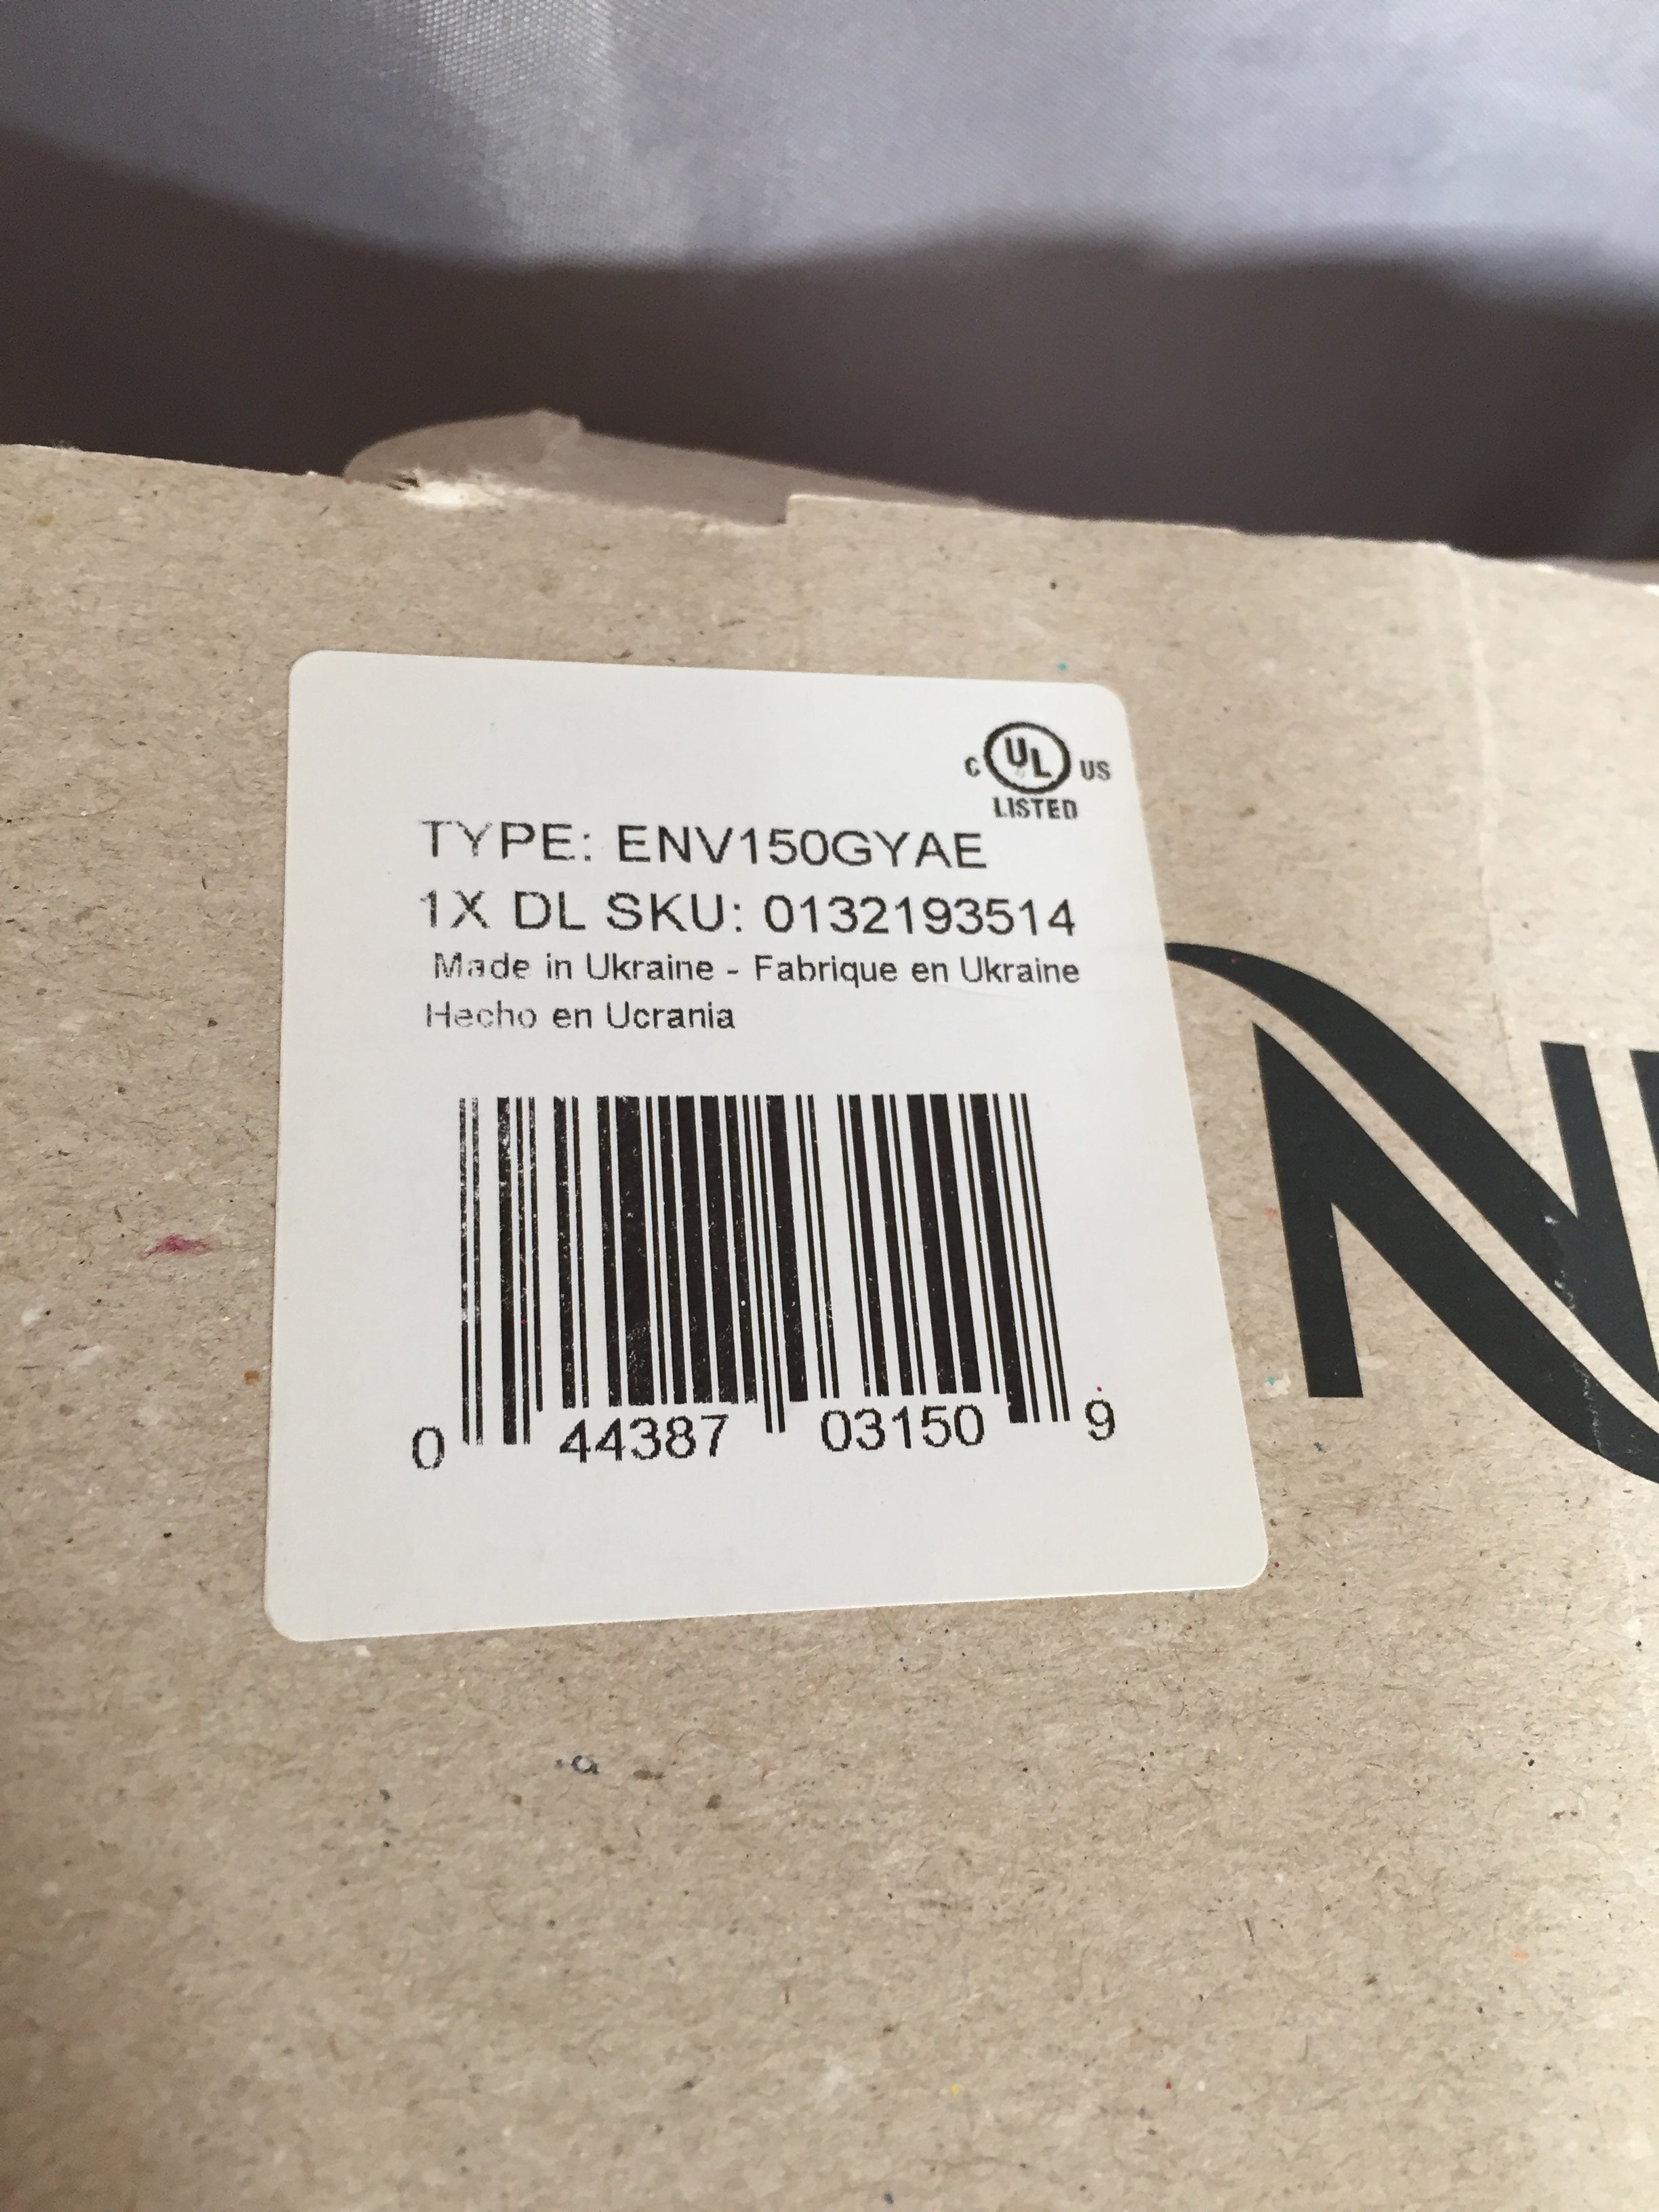 C UL US
LISTED
TYPE: ENV150GYAE
1X DL SKU: 0132193514
Made in Ukraine - Fabrique en Ukraine
Hecho en Ucrania
0 44387 03150 9